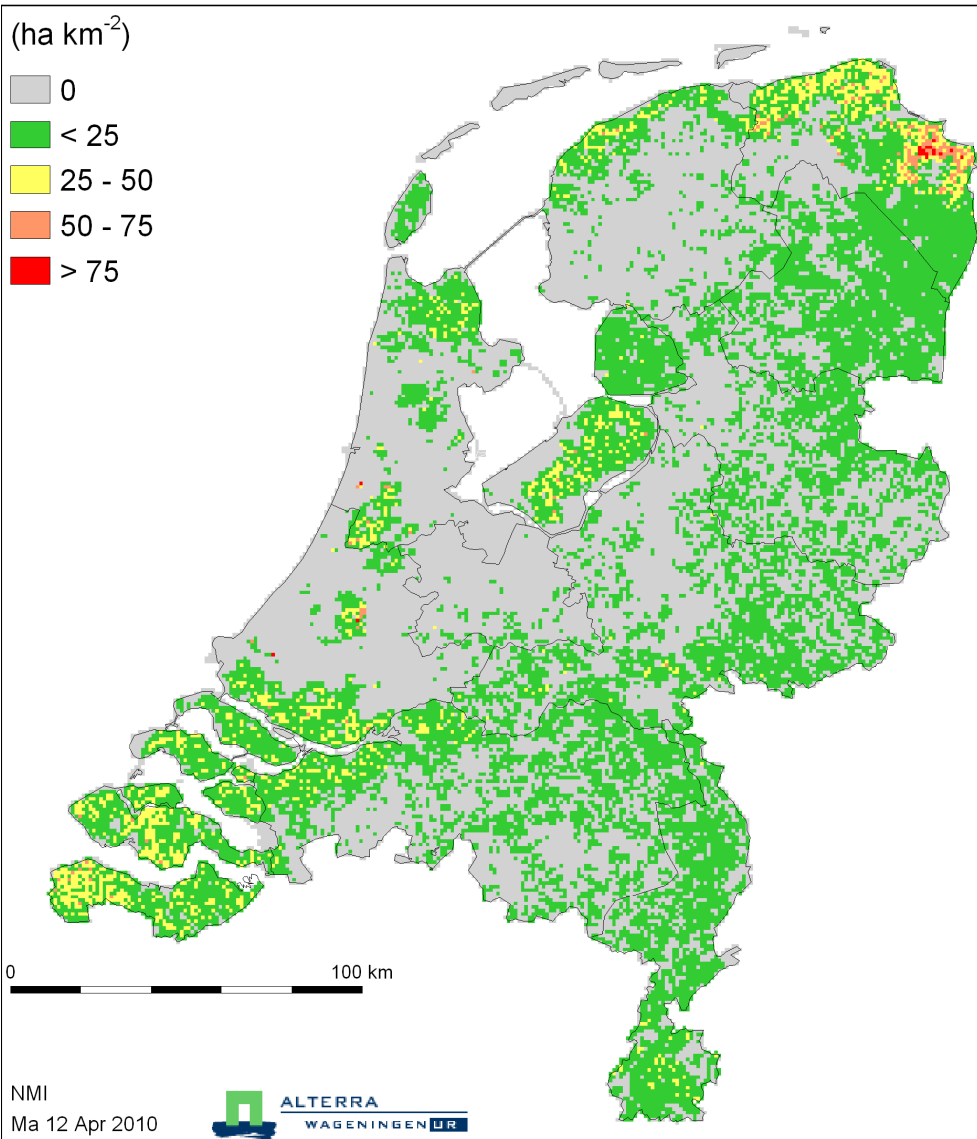 (ha km-2)
0
< 25
25 - 50
50 - 75
> 75
0 100 km
NMI
Ma 12 Apr 2010
ALTERRA
WAGENINGEN UR